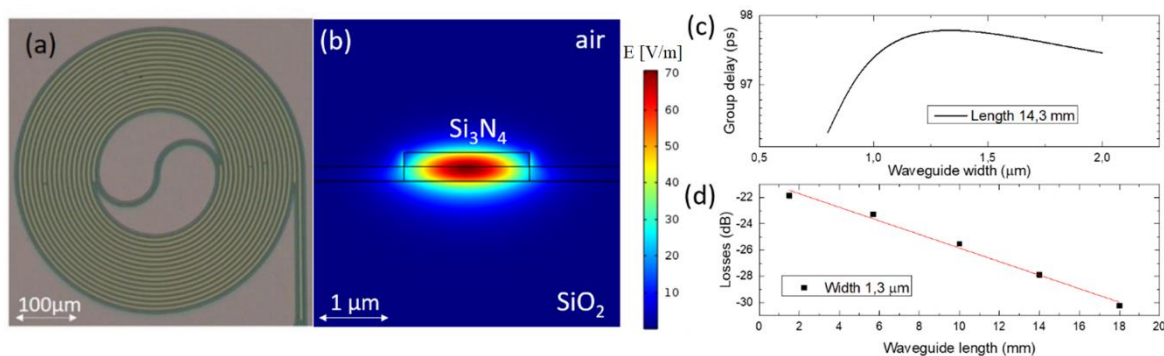 (a)
100μm
(b)
air
Si₃N₄
1 μm
SiO₂
E [V/m]
70
60
50
40
30
20
10
(c)
Group delay (ps)
98
97
Length 14,3 mm
0,5 1,0 1,5 2,0
Waveguide width (μm)
(d)
Losses (dB)
-22
-24
-26
-28
-30
Width 1,3 μm
0 2 4 6 8 10 12 14 16 18 20
Waveguide length (mm)